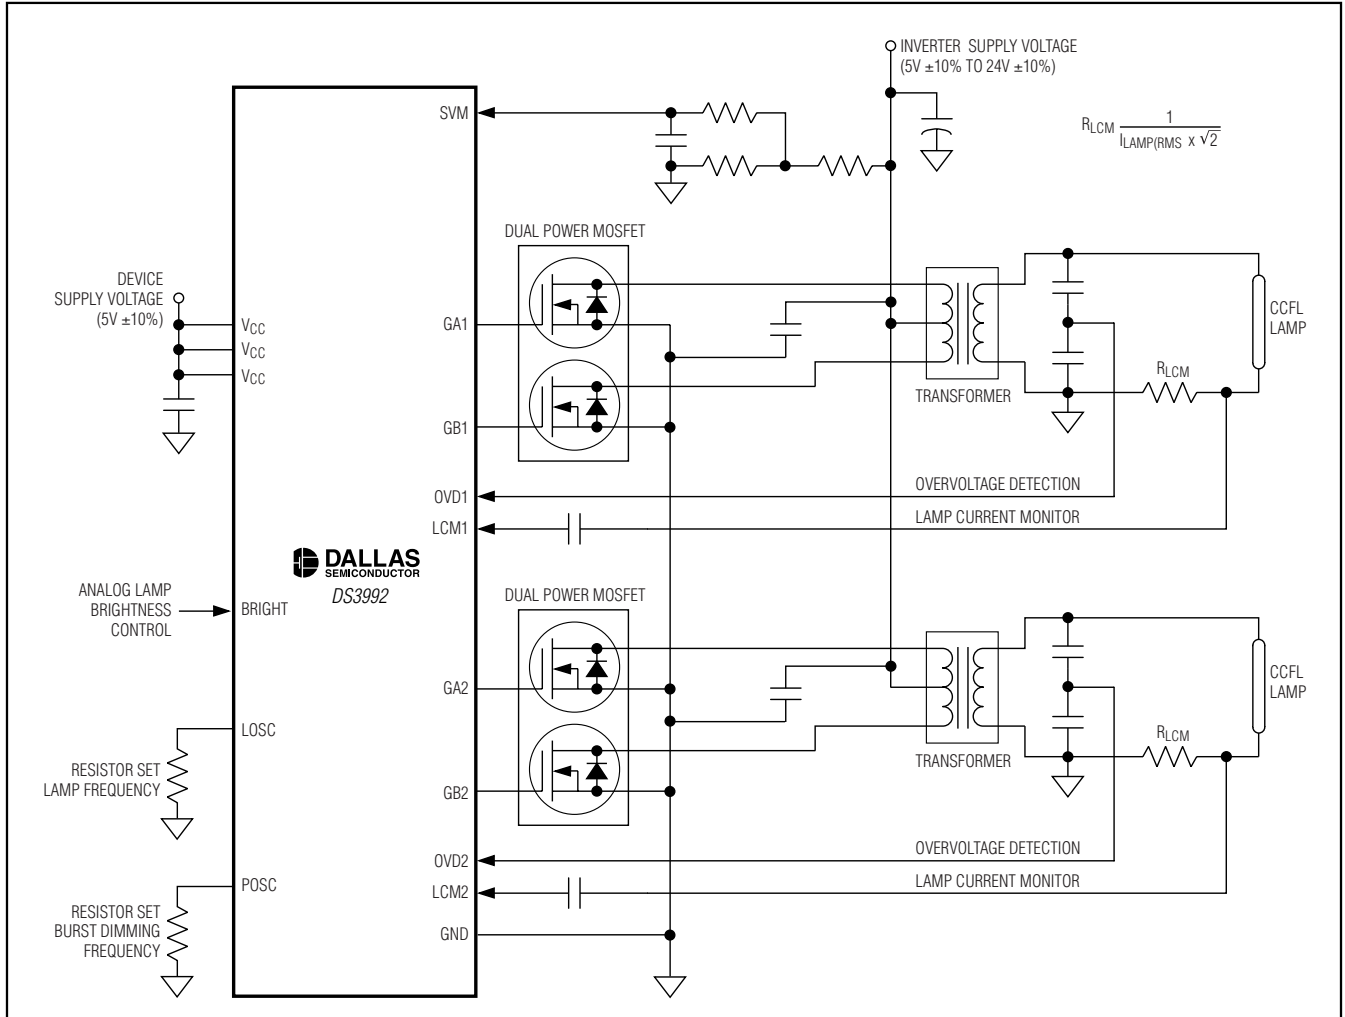 INVERTER SUPPLY VOLTAGE
(5V ±10% TO 24V ±10%)
SVM
RLCM 1
ILAMP(RMS x √2
DUAL POWER MOSFET
DEVICE
SUPPLY VOLTAGE
(5V ±10%)
VCC
VCC
VCC
GA1
GB1
TRANSFORMER
RLCM
CCFL
LAMP
OVD1
OVERVOLTAGE DETECTION
LCM1
LAMP CURRENT MONITOR
DALLAS
SEMICONDUCTOR
DS3992
ANALOG LAMP
BRIGHTNESS
CONTROL
BRIGHT
DUAL POWER MOSFET
GA2
GB2
TRANSFORMER
RLCM
CCFL
LAMP
LOSC
RESISTOR SET
LAMP FREQUENCY
OVD2
OVERVOLTAGE DETECTION
LCM2
LAMP CURRENT MONITOR
POSC
RESISTOR SET
BURST DIMMING
FREQUENCY
GND